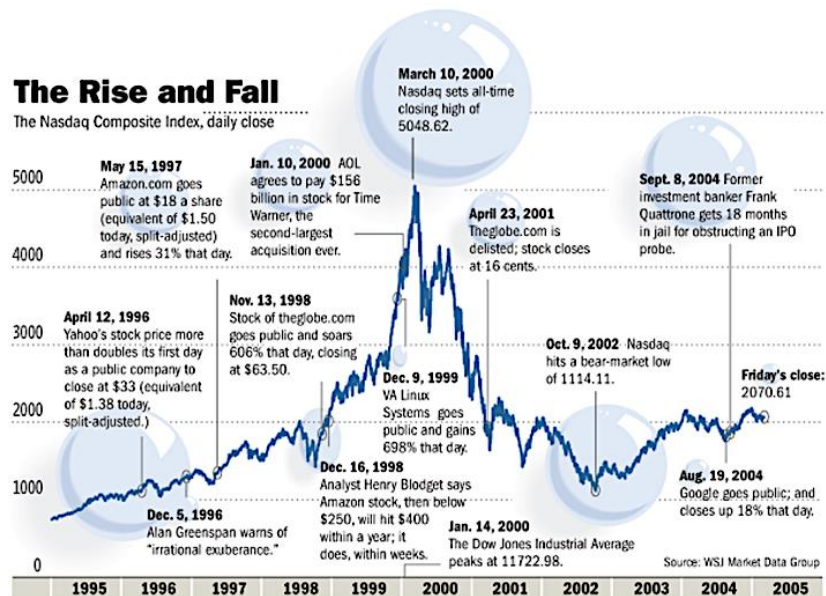 The Rise and Fall
The Nasdaq Composite Index, daily close
March 10, 2000
Nasdaq sets all-time
closing high of
5048.62.
May 15, 1997
Amazon.com goes
public at $18 a share
(equivalent of $1.50
today, split-adjusted)
and rises 31% that day.
Jan. 10, 2000 AOL
agrees to pay $156
billion in stock for Time
Warner, the
second-largest
acquisition ever.
Sept. 8, 2004 Former
investment banker Frank
Quattrone gets 18 months
in jail for obstructing an IPO
probe.
April 23, 2001
Theglobe.com is
delisted; stock closes
at 16 cents.
April 12, 1996
Yahoo's stock price more
than doubles its first day
as a public company to
close at $33 (equivalent
of $1.38 today,
split-adjusted.)
Nov. 13, 1998
Stock of theglobe.com
goes public and soars
606% that day, closing
at $63.50.
Dec. 9, 1999
VA Linux
Systems goes
public and gains
698% that day.
Oct. 9, 2002 Nasdaq
hits a bear-market low
of 1114.11.
Friday's close:
2070.61
Dec. 5, 1996
Alan Greenspan warns of
"irrational exuberance."
Dec. 16, 1998
Analyst Henry Blodget says
Amazon stock, then below
$250, will hit $400
within a year; it
does, within weeks.
Jan. 14, 2000
The Dow Jones Industrial Average
peaks at 11722.98.
Aug. 19, 2004
Google goes public; and
closes up 18% that day.
Source: WSJ Market Data Group
5000
4000
3000
2000
1000
0
1995 1996 1997 1998 1999 2000 2001 2002 2003 2004 2005